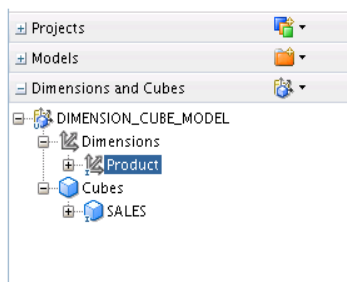 Projects
Models
Dimensions and Cubes
DIMENSION_CUBE_MODEL
Dimensions
Product
Cubes
SALES